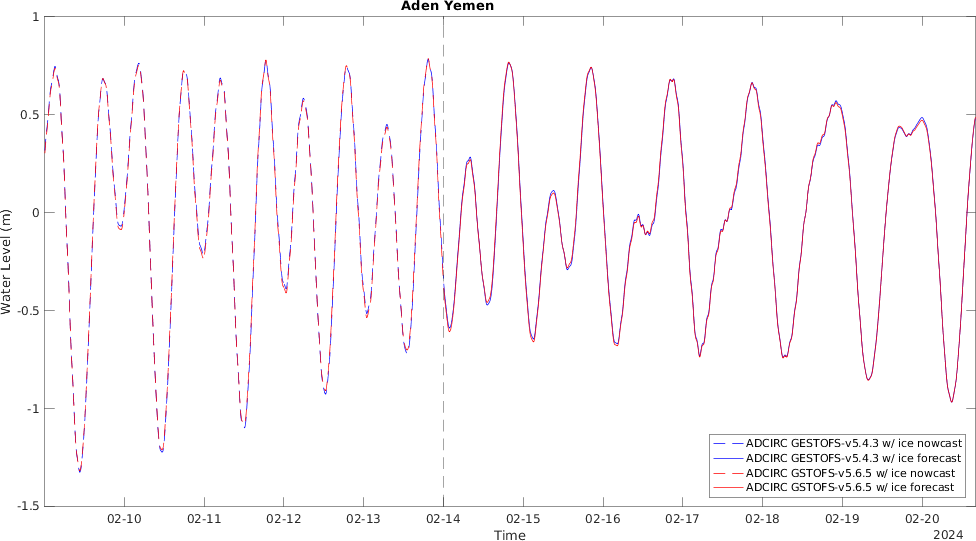 Aden Yemen
1
0.5
0
-0.5
-1
-1.5
Water Level (m)
02-10 02-11 02-12 02-13 02-14 02-15 02-16 02-17 02-18 02-19 02-20
Time
2024
ADCIRC GESTOFS-v5.4.3 w/ ice nowcast
ADCIRC GESTOFS-v5.4.3 w/ ice forecast
ADCIRC GSTOFS-v5.6.5 w/ ice nowcast
ADCIRC GSTOFS-v5.6.5 w/ ice forecast